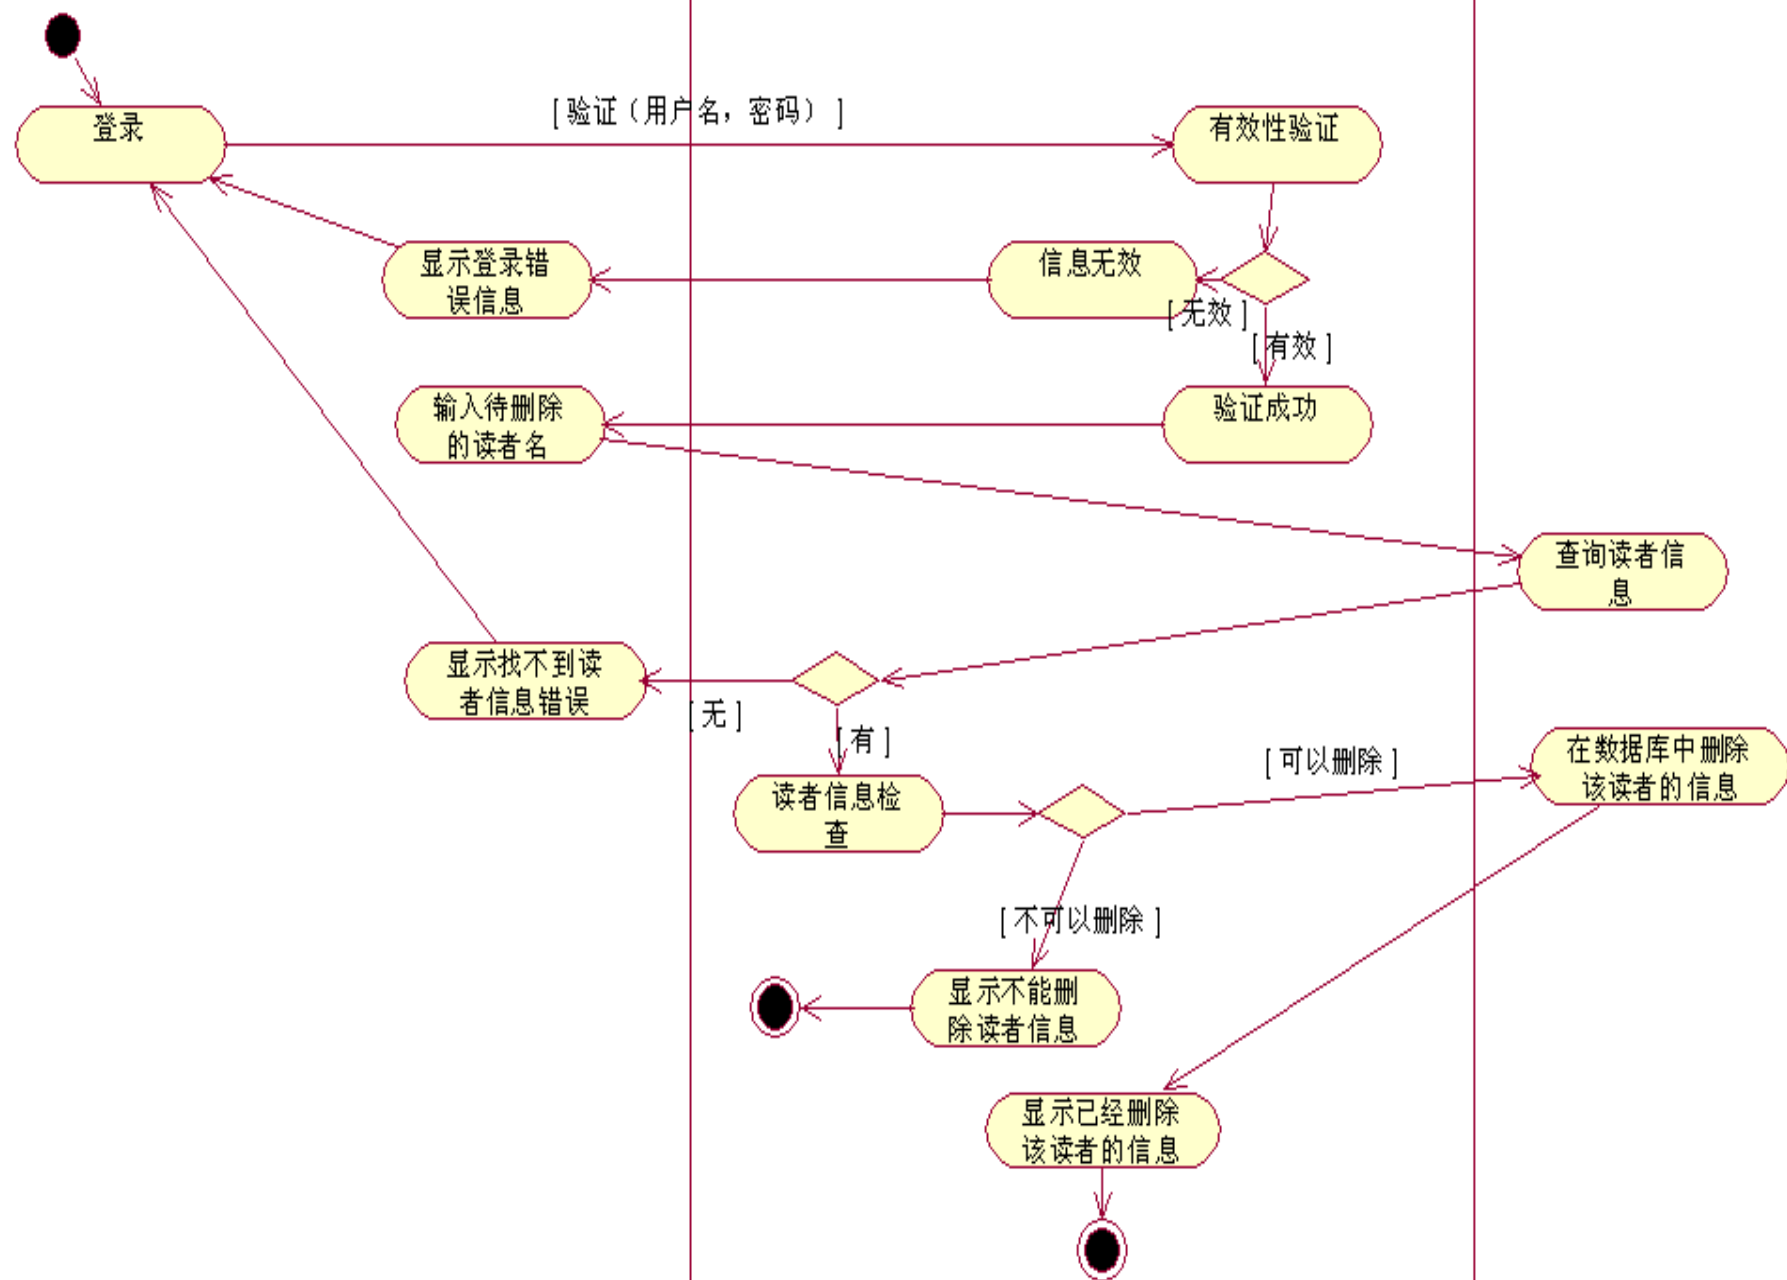 [ 验证（用户名，密码） ]
登录
有效性验证
显示登录错
误信息
信息无效
[ 无效 ]
[ 有效 ]
输入待删除
的读者名
验证成功
查询读者信
息
显示找不到读
者信息错误
[ 无 ]
[ 有 ]
读者信息检
查
[ 可以删除 ]
在数据库中删除
该读者的信息
[ 不可以删除 ]
显示不能删
除读者信息
显示已经删除
该读者的信息